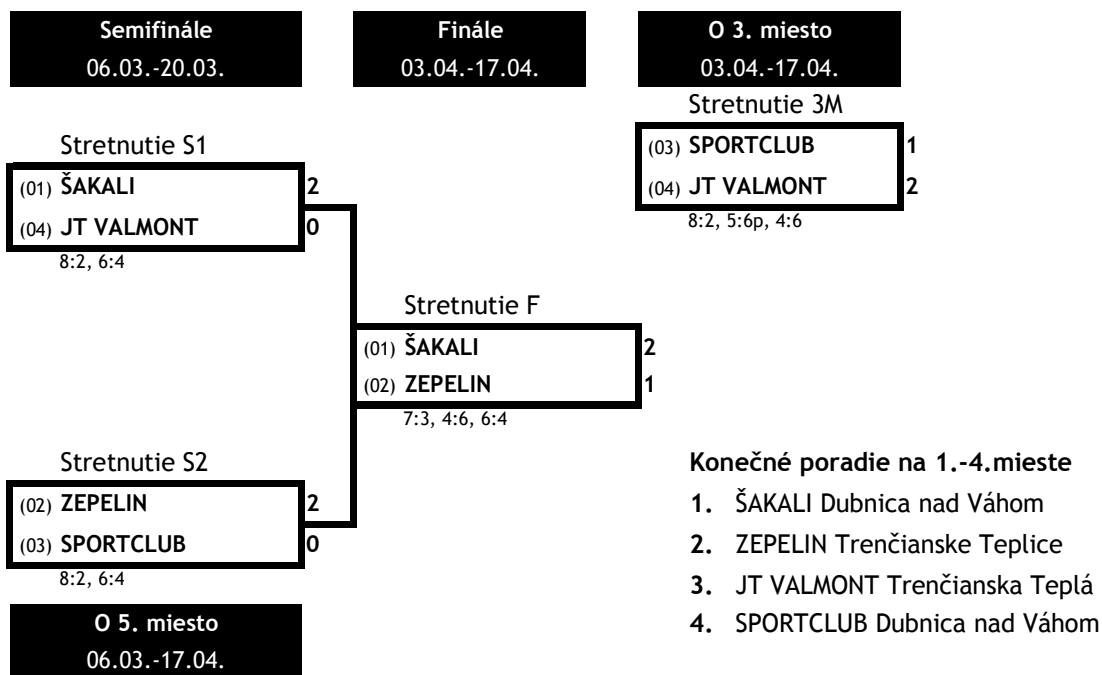 Semifinále
06.03.-20.03.
Finále
03.04.-17.04.
O 3. miesto
03.04.-17.04.
Stretnutie 3M
(03) SPORTCLUB 1
(04) JT VALMONT 2
8:2, 5:6p, 4:6
Stretnutie S1
(01) ŠAKALI 2
(04) JT VALMONT 0
8:2, 6:4
Stretnutie F
(01) ŠAKALI 2
(02) ZEPELIN 1
7:3, 4:6, 6:4
Stretnutie S2
(02) ZEPELIN 2
(03) SPORTCLUB 0
8:2, 6:4
Konečné poradie na 1.-4.mieste
1. ŠAKALI Dubnica nad Váhom
2. ZEPELIN Trenčianske Teplice
3. JT VALMONT Trenčianska Teplá
4. SPORTCLUB Dubnica nad Váhom
O 5. miesto
06.03.-17.04.